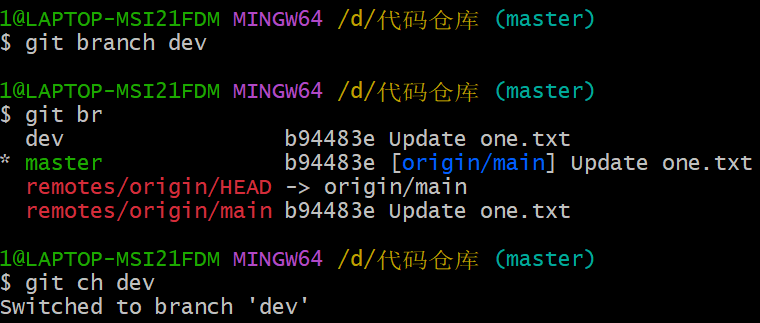 1@LAPTOP-MSI21FDM MINGW64 /d/代码仓库 (master)
$ git branch dev
1@LAPTOP-MSI21FDM MINGW64 /d/代码仓库 (master)
$ git br
  dev                 b94483e Update one.txt
* master              b94483e [origin/main] Update one.txt
  remotes/origin/HEAD -> origin/main
  remotes/origin/main b94483e Update one.txt
1@LAPTOP-MSI21FDM MINGW64 /d/代码仓库 (master)
$ git ch dev
Switched to branch 'dev'